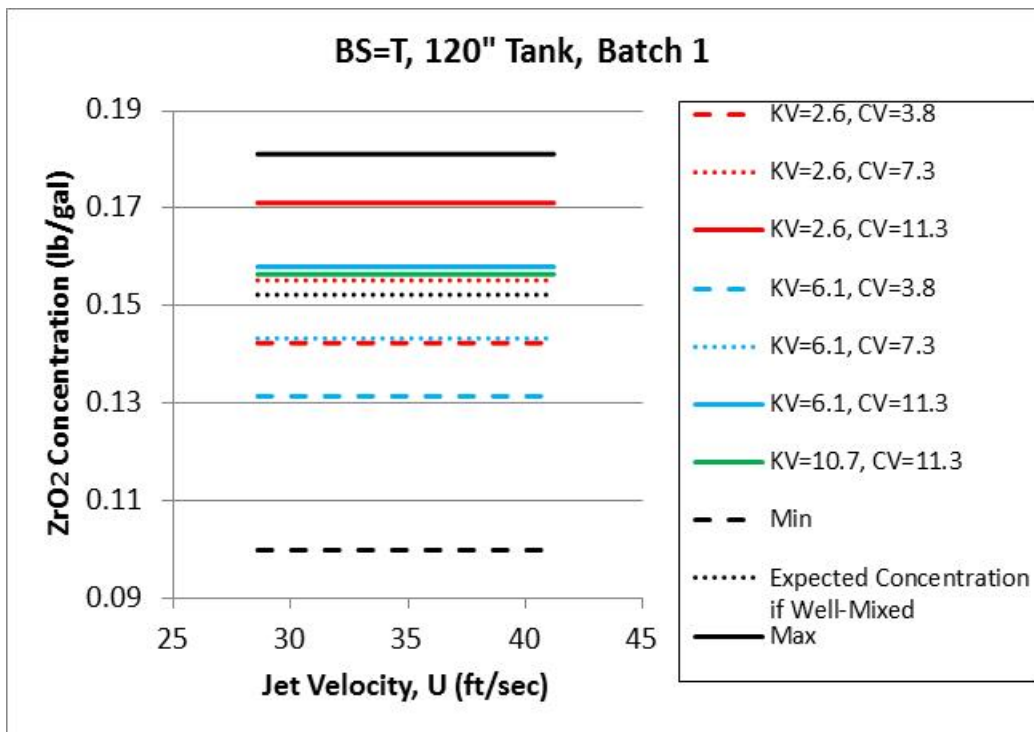 BS=T, 120" Tank, Batch 1
ZrO2 Concentration (lb/gal)
0.19
0.17
0.15
0.13
0.11
0.09
25
30
35
40
45
Jet Velocity, U (ft/sec)
KV=2.6, CV=3.8
KV=2.6, CV=7.3
KV=2.6, CV=11.3
KV=6.1, CV=3.8
KV=6.1, CV=7.3
KV=6.1, CV=11.3
KV=10.7, CV=11.3
Min
Expected Concentration
if Well-Mixed
Max